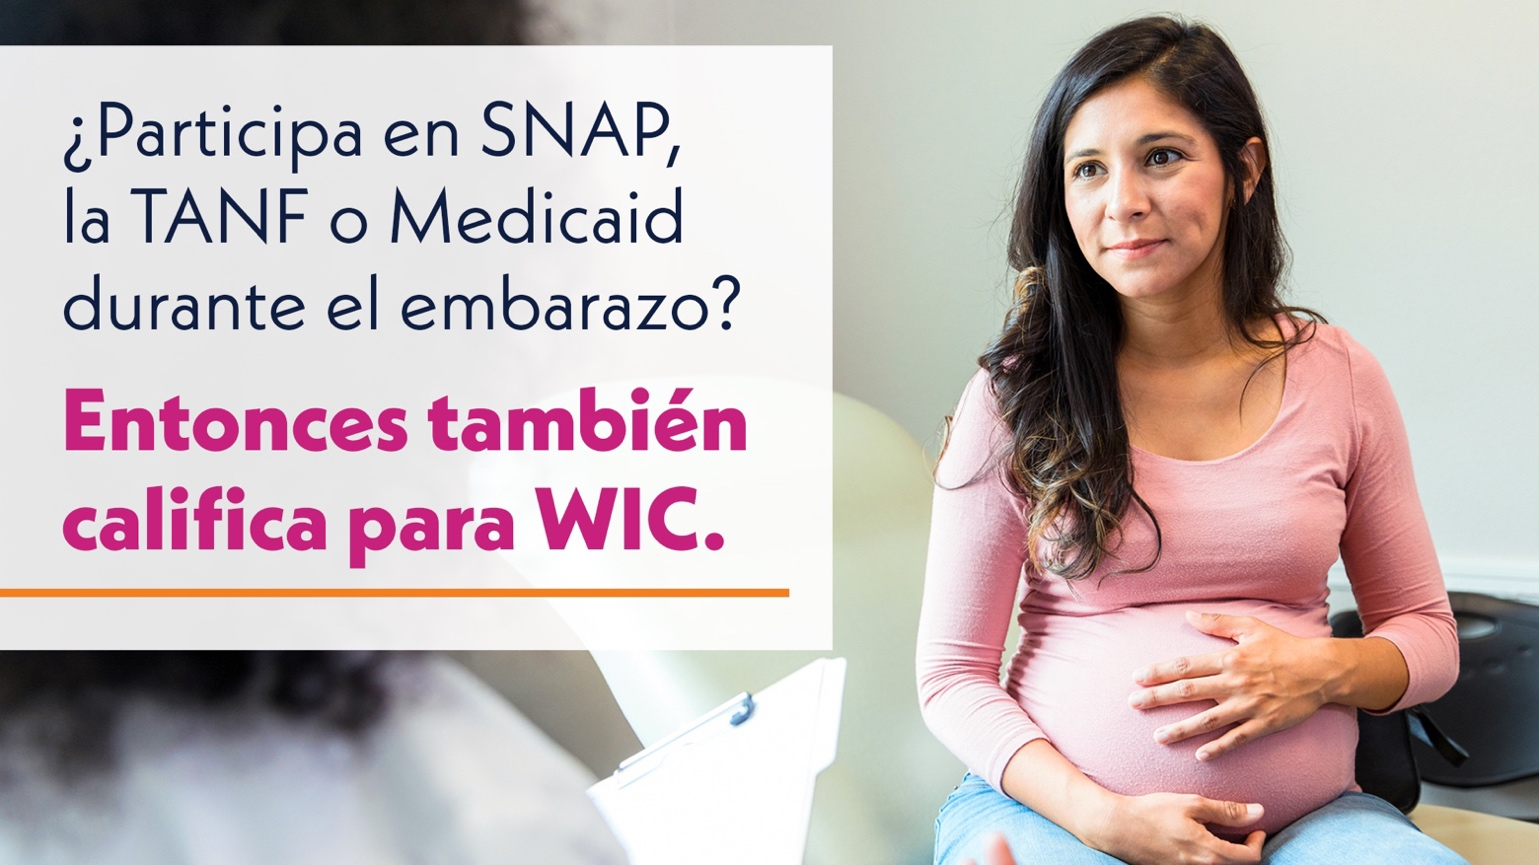 ¿Participa en SNAP,
la TANF o Medicaid
durante el embarazo?
Entonces también
califica para WIC.